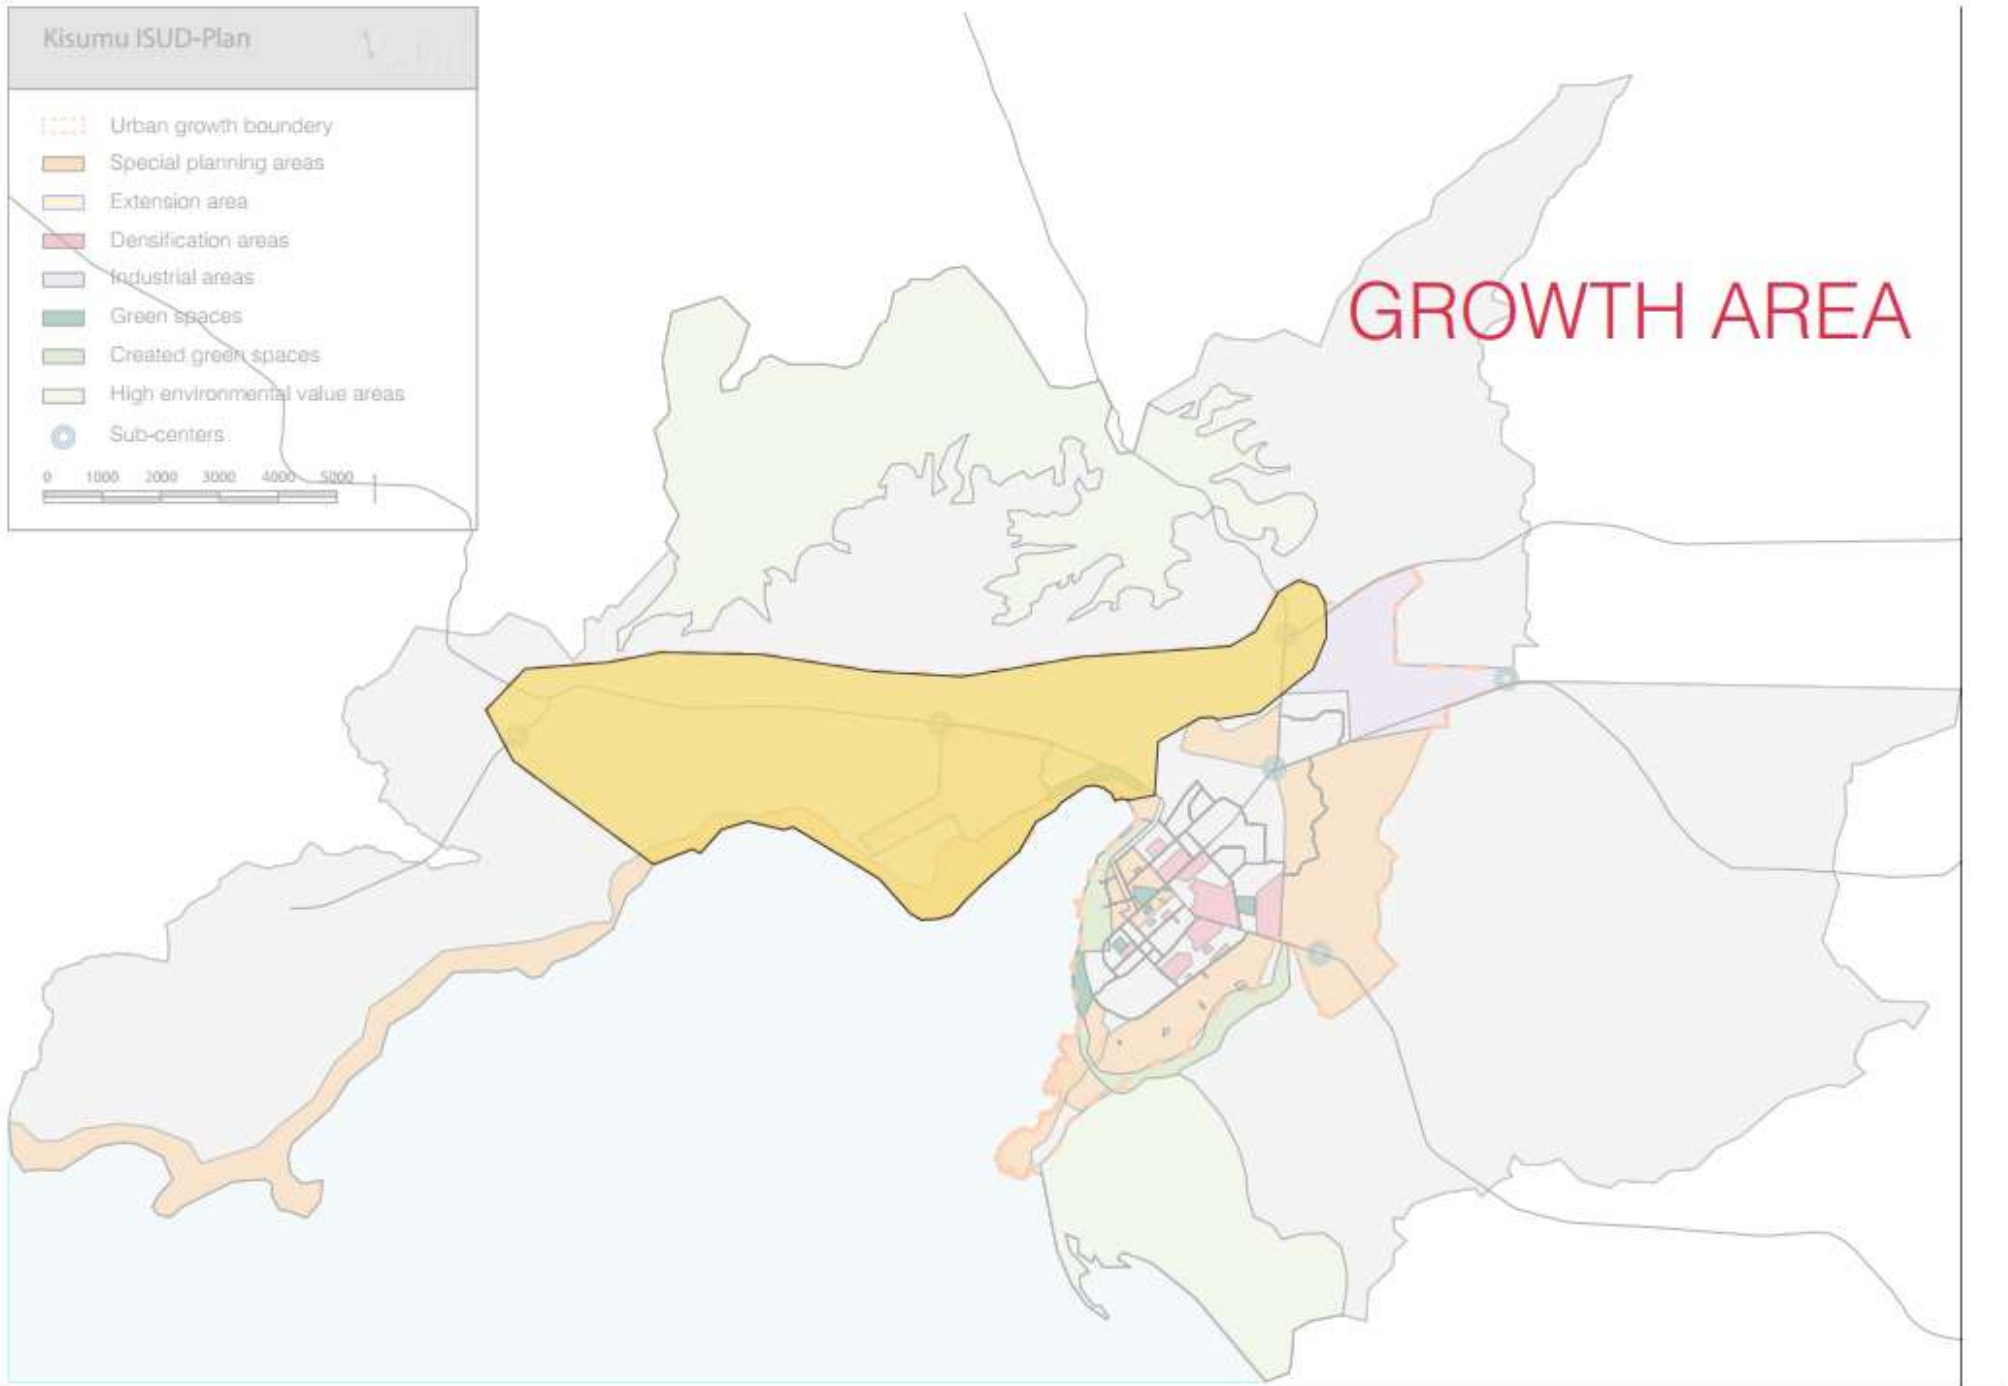 Kisumu ISUD-Plan
Urban growth boundery
Special planning areas
Extension area
Densification areas
Industrial areas
Green spaces
Created green spaces
High environmental value areas
Sub-centers
0 1000 2000 3000 4000 5000
GROWTH AREA